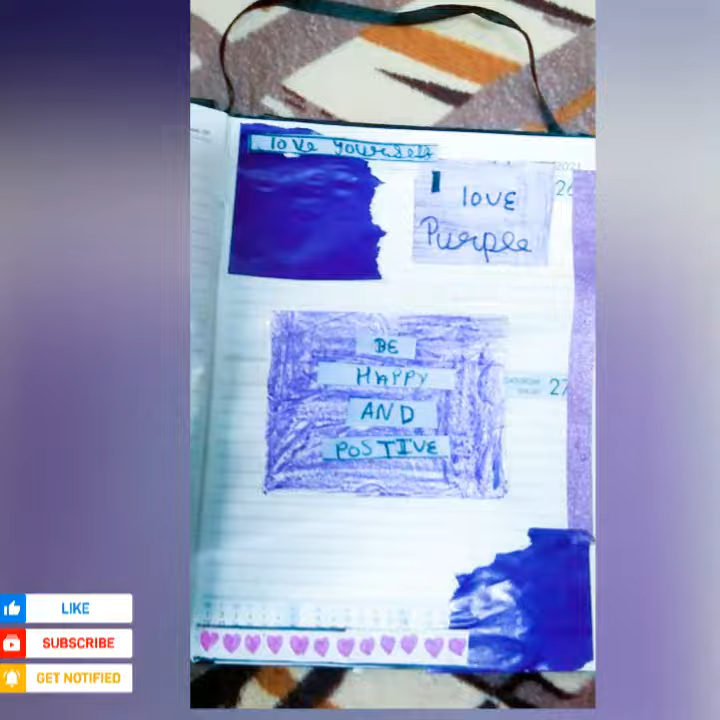 love yourself
2021
I love
Purple
26
BE
HAPPY
AND
POSTIVE
SATURDAY
27
LIKE
SUBSCRIBE
GET NOTIFIED